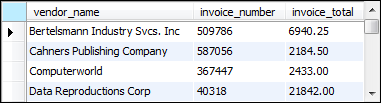 vendor_name invoice_number invoice_total
Bertelsmann Industry Svcs. Inc 509786 6940.25
Cahners Publishing Company 587056 2184.50
Computerworld 367447 2433.00
Data Reproductions Corp 40318 21842.00